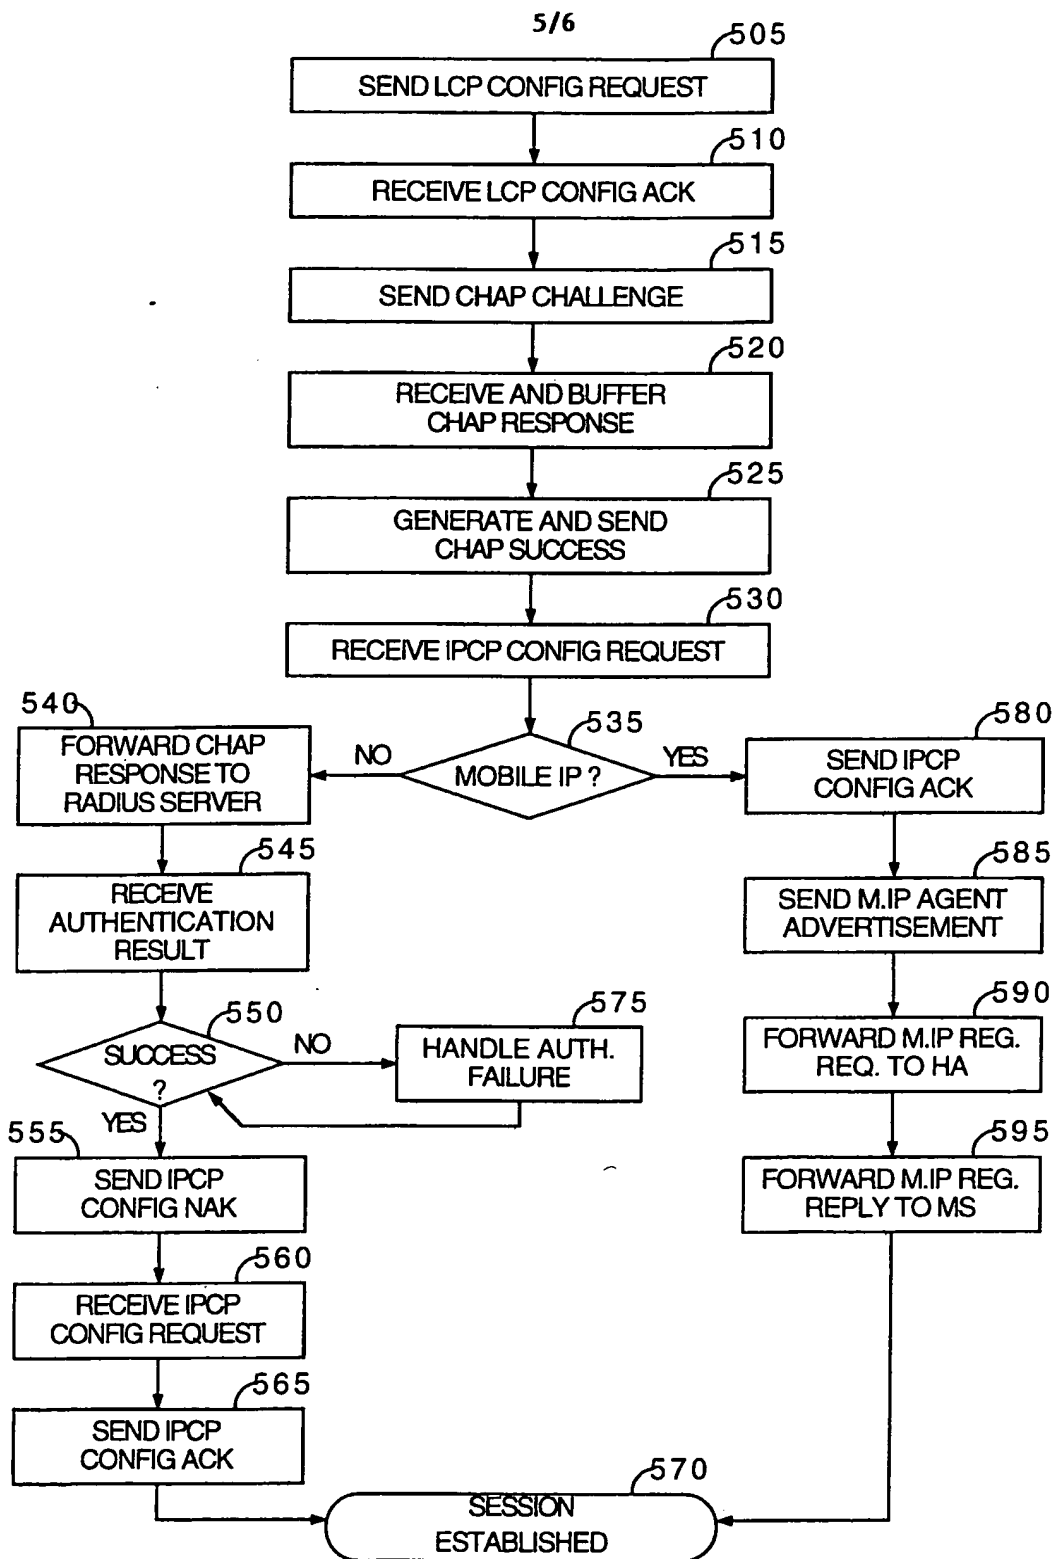 5/6
505
SEND LCP CONFIG REQUEST
510
RECEIVE LCP CONFIG ACK
515
SEND CHAP CHALLENGE
520
RECEIVE AND BUFFER
CHAP RESPONSE
525
GENERATE AND SEND
CHAP SUCCESS
530
RECEIVE IPCP CONFIG REQUEST
535
MOBILE IP ?
NO
YES
540
FORWARD CHAP
RESPONSE TO
RADIUS SERVER
545
RECEIVE
AUTHENTICATION
RESULT
550
SUCCESS
?
NO
YES
575
HANDLE AUTH.
FAILURE
555
SEND IPCP
CONFIG NAK
560
RECEIVE IPCP
CONFIG REQUEST
565
SEND IPCP
CONFIG ACK
580
SEND IPCP
CONFIG ACK
585
SEND M.IP AGENT
ADVERTISEMENT
590
FORWARD M.IP REG.
REQ. TO HA
595
FORWARD M.IP REG.
REPLY TO MS
570
SESSION
ESTABLISHED